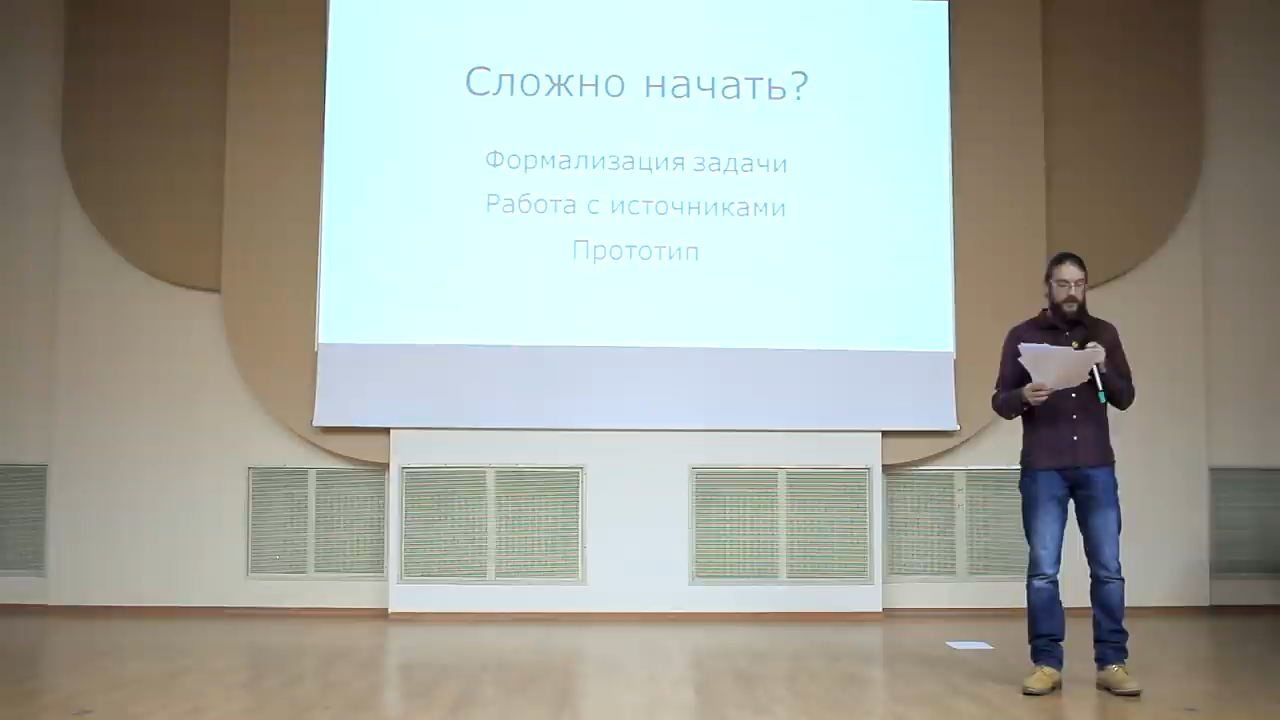 Сложно начать?
Формализация задачи
Работа с источниками
Прототип